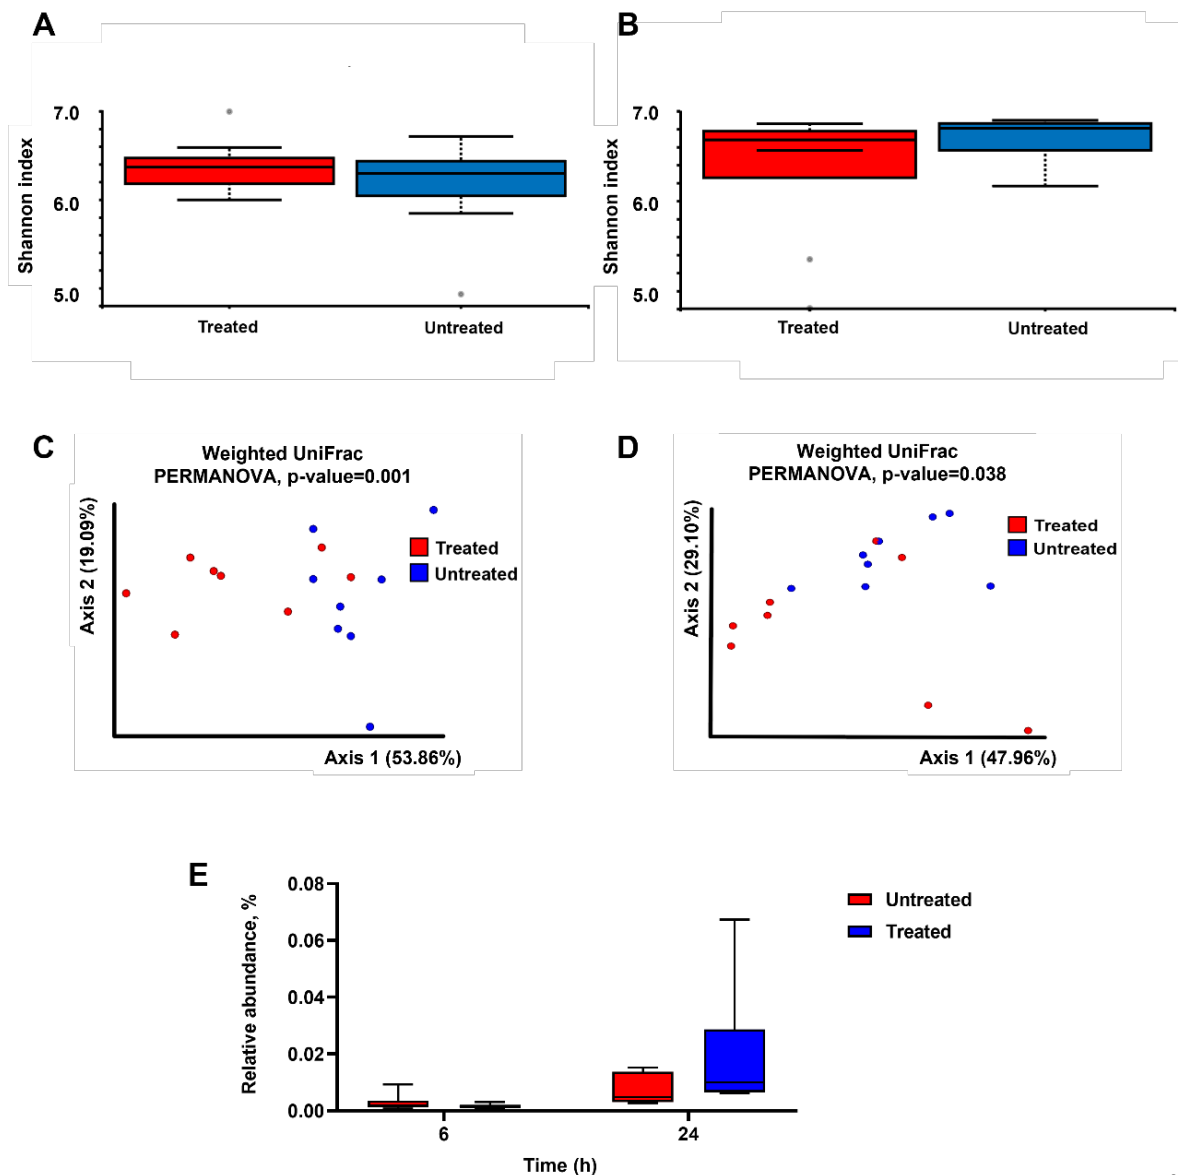 A
7.0
6.0
5.0
Shannon index
Treated
Untreated
B
7.0
6.0
5.0
Shannon index
Treated
Untreated
C
Weighted UniFrac
PERMANOVA, p-value=0.001
Axis 2 (19.09%)
Treated
Untreated
Axis 1 (53.86%)
D
Weighted UniFrac
PERMANOVA, p-value=0.038
Axis 2 (29.10%)
Treated
Untreated
Axis 1 (47.96%)
E
0.08
0.06
0.04
0.02
0.00
Relative abundance, %
Untreated
Treated
6
24
Time (h)